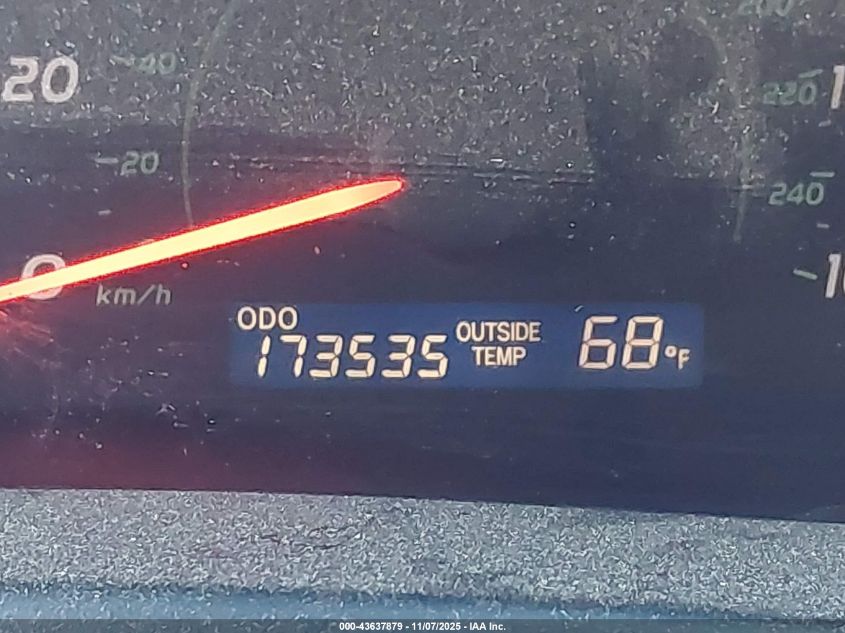 200
20 40 220
20 240
0 km/h
ODO
173535 OUTSIDE TEMP 68°F
000-43637879 - 11/07/2025 - IAA Inc.